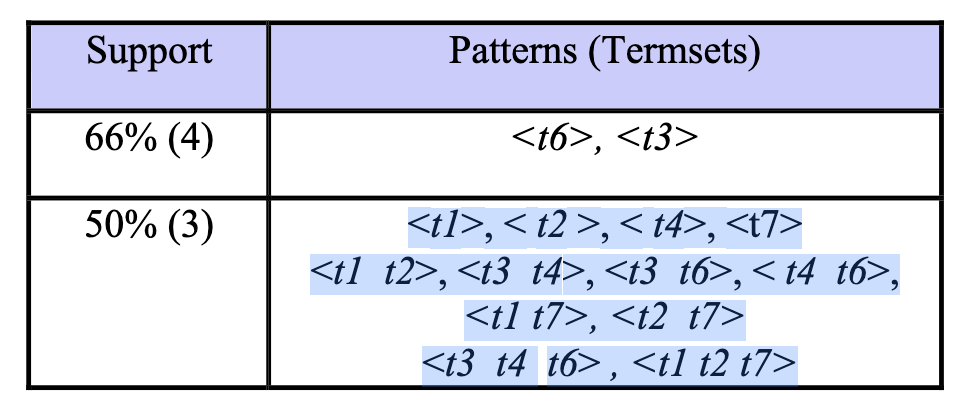 Support Patterns (Termsets)
66% (4) <t6>, <t3>
50% (3) <t1>, < t2 >, < t4>, <t7>
<t1 t2>, <t3 t4>, <t3 t6>, < t4 t6>,
<t1 t7>, <t2 t7>
<t3 t4 t6> , <t1 t2 t7>